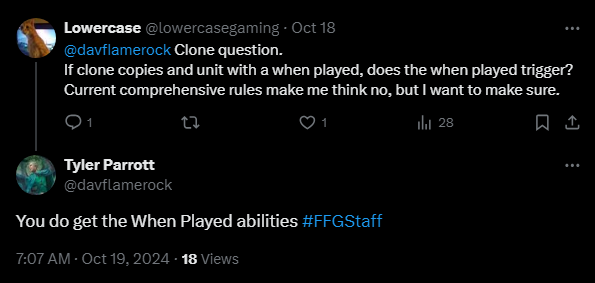 Lowercase @lowercasegaming · Oct 18
@davflamerock Clone question.
If clone copies and unit with a when played, does the when played trigger?
Current comprehensive rules make me think no, but I want to make sure.
1 1 28
Tyler Parrott
@davflamerock
You do get the When Played abilities #FFGStaff
7:07 AM · Oct 19, 2024 · 18 Views